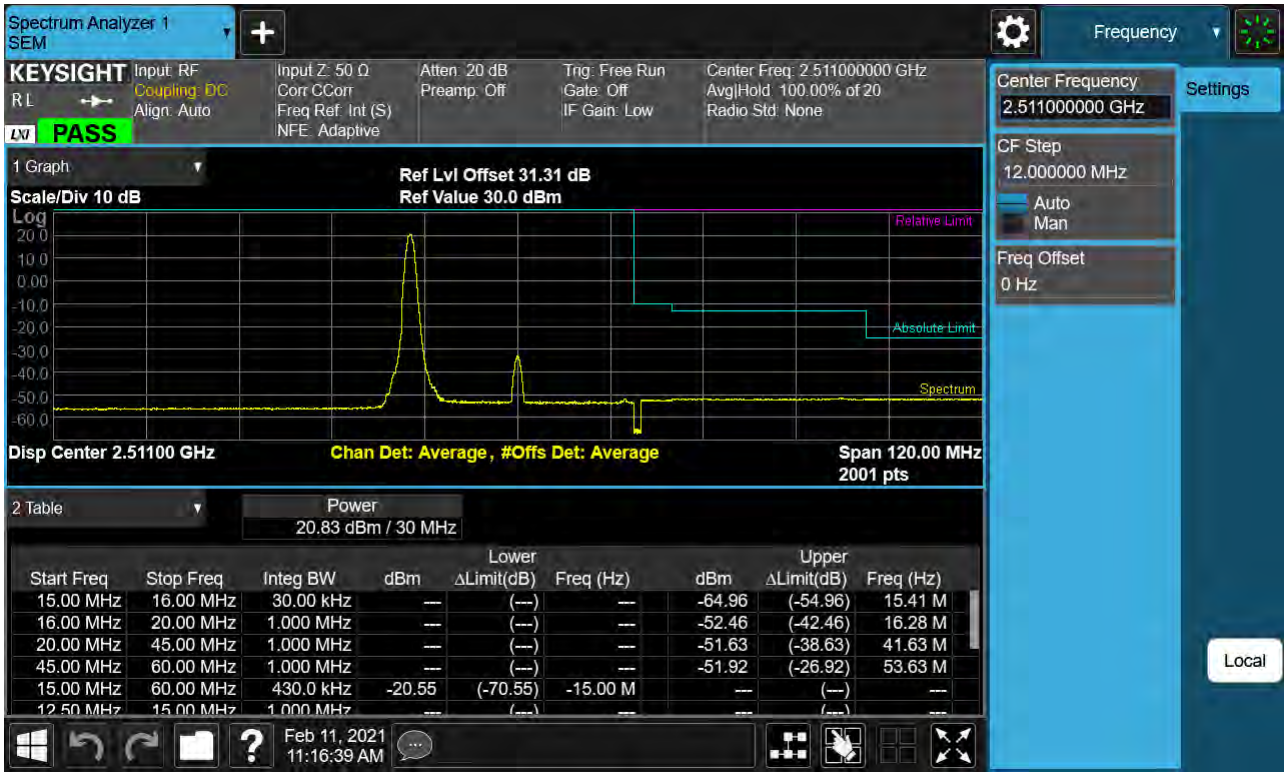 Spectrum Analyzer 1
SEM
Frequency
KEYSIGHT
RL
LXI
PASS
Input: RF
Coupling: DC
Align: Auto
Input Z: 50 Ω
Corr CCorr
Freq Ref: Int (S)
NFE: Adaptive
Atten: 20 dB
Preamp: Off
Trig: Free Run
Gate: Off
IF Gain: Low
Center Freq: 2.511000000 GHz
Avg|Hold: 100.00% of 20
Radio Std: None
Center Frequency
2.511000000 GHz
Settings
CF Step
12.000000 MHz
Auto
Man
Freq Offset
0 Hz
1 Graph
Scale/Div 10 dB
Ref Lvl Offset 31.31 dB
Ref Value 30.0 dBm
Log
20.0
10.0
0.00
-10.0
-20.0
-30.0
-40.0
-50.0
-60.0
Relative Limit
Absolute Limit
Spectrum
Disp Center 2.51100 GHz
Chan Det: Average, #Offs Det: Average
Span 120.00 MHz
2001 pts
2 Table
Power
20.83 dBm / 30 MHz
Lower Upper
Start Freq Stop Freq Integ BW dBm ΔLimit(dB) Freq (Hz) dBm ΔLimit(dB) Freq (Hz)
15.00 MHz 16.00 MHz 30.00 kHz --- (---) --- -64.96 (-54.96) 15.41 M
16.00 MHz 20.00 MHz 1.000 MHz --- (---) --- -52.46 (-42.46) 16.28 M
20.00 MHz 45.00 MHz 1.000 MHz --- (---) --- -51.63 (-38.63) 41.63 M
45.00 MHz 60.00 MHz 1.000 MHz --- (---) --- -51.92 (-26.92) 53.63 M
15.00 MHz 60.00 MHz 430.0 kHz -20.55 (-70.55) -15.00 M --- (---) ---
12.50 MHz 15.00 MHz 1.000 MHz --- (---) --- --- (---) ---
Local
Feb 11, 2021
11:16:39 AM